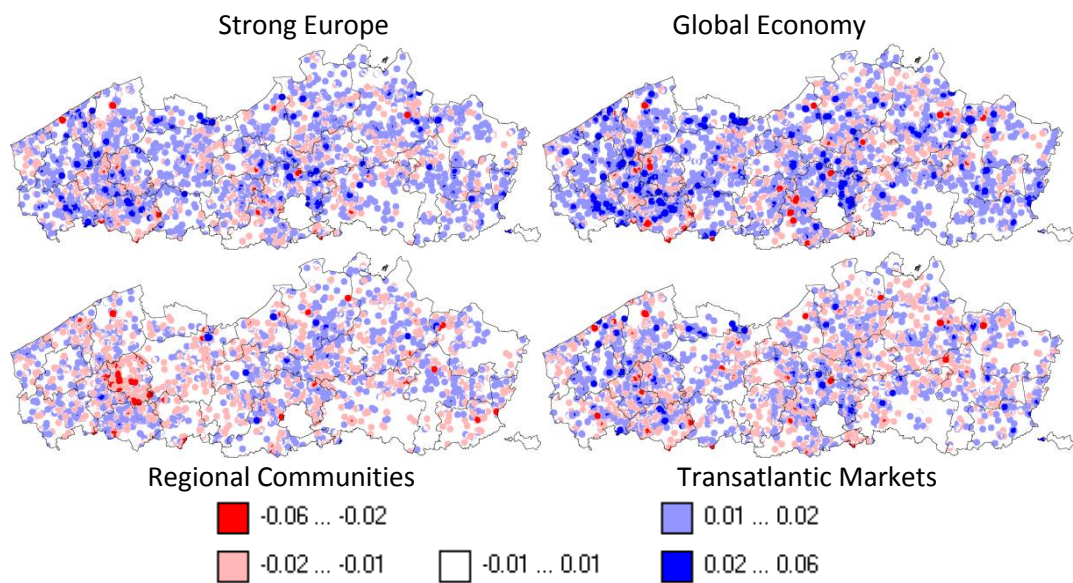 Strong Europe
Global Economy
Regional Communities
Transatlantic Markets
-0.06 ... -0.02
0.01 ... 0.02
-0.02 ... -0.01
-0.01 ... 0.01
0.02 ... 0.06